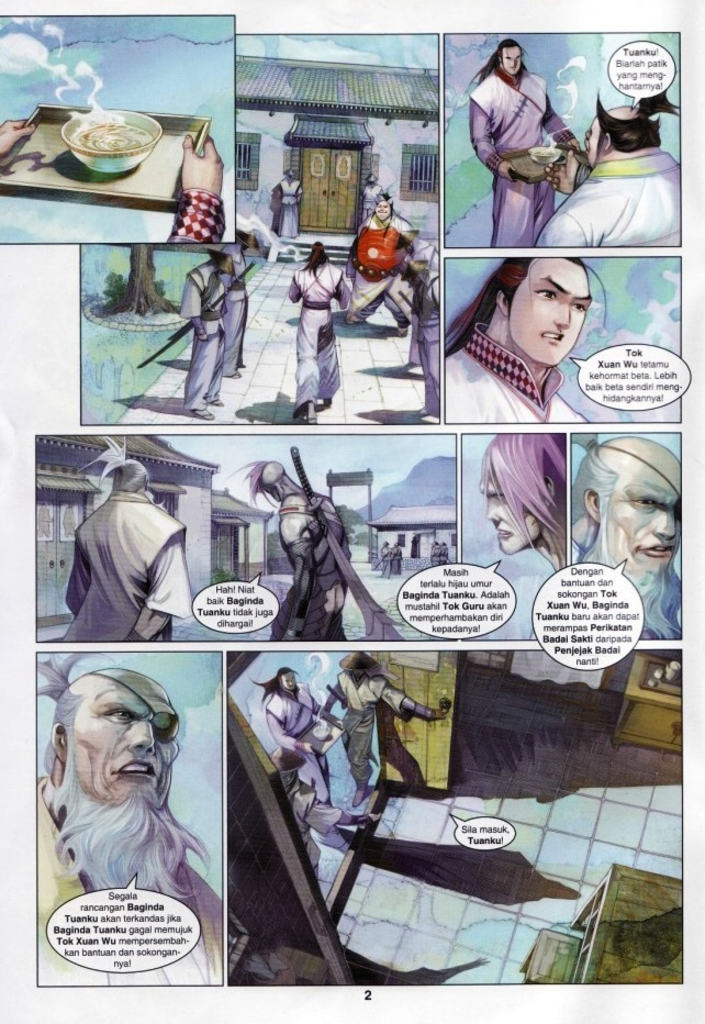 Tuanku!
Biarlah patik
yang meng-
hantarnya!
Tok
Xuan Wu tetamu
kehormat beta. Lebih
baik beta sendiri meng-
hidangkannya!
Hah! Niat
baik Baginda
Tuanku tidak juga
dihargai!
Masih
terlalu hijau umur
Baginda Tuanku. Adalah
mustahil Tok Guru akan
memperhambakan diri
kepadanya!
Dengan
bantuan dan
sokongan Tok
Xuan Wu, Baginda
Tuanku baru akan dapat
merampas Perikatan
Badai Sakti daripada
Penjejak Badai
nanti!
Segala
rancangan Baginda
Tuanku akan terkandas jika
Baginda Tuanku gagal memujuk
Tok Xuan Wu mempersembah-
kan bantuan dan sokongan-
nya!
Sila masuk,
Tuanku!
2